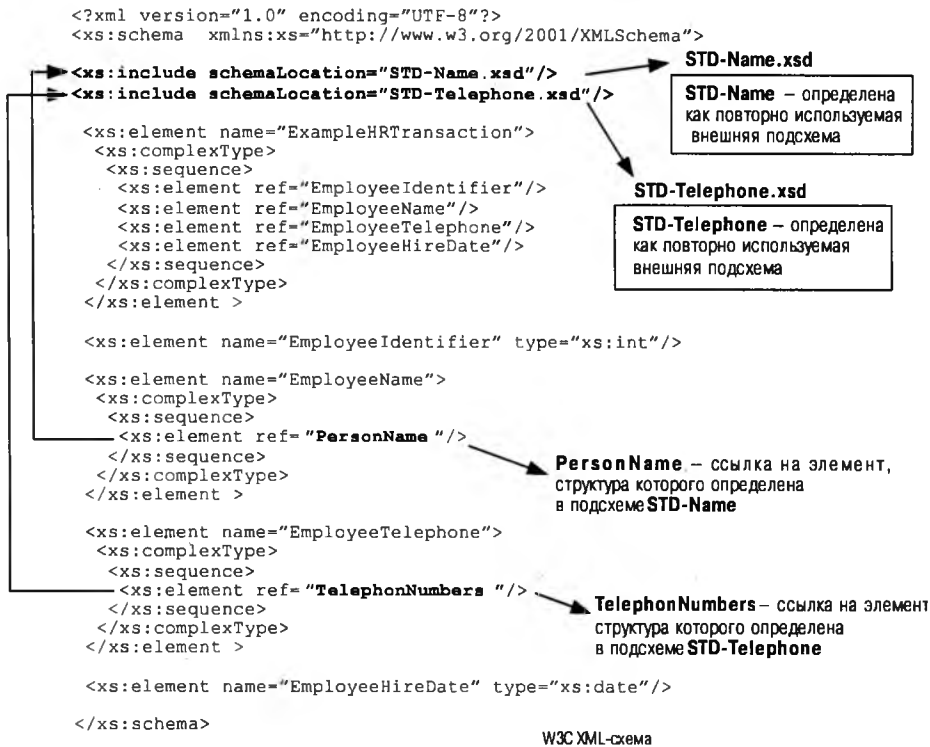 <?xml version="1.0" encoding="UTF-8"?>
<xs:schema xmlns:xs="http://www.w3.org/2001/XMLSchema">
<xs:include schemaLocation="STD-Name.xsd"/>
<xs:include schemaLocation="STD-Telephone.xsd"/>
STD-Name.xsd
STD-Name – определена
как повторно используемая
внешняя подсхема
<xs:element name="ExampleHRTransaction">
<xs:complexType>
<xs:sequence>
<xs:element ref="EmployeeIdentifier"/>
<xs:element ref="EmployeeName"/>
<xs:element ref="EmployeeTelephone"/>
<xs:element ref="EmployeeHireDate"/>
</xs:sequence>
</xs:complexType>
</xs:element >
STD-Telephone.xsd
STD-Telephone – определена
как повторно используемая
внешняя подсхема
<xs:element name="EmployeeIdentifier" type="xs:int"/>
<xs:element name="EmployeeName">
<xs:complexType>
<xs:sequence>
<xs:element ref= "PersonName "/>
</xs:sequence>
</xs:complexType>
</xs:element >
PersonName – ссылка на элемент,
структура которого определена
в подсхеме STD-Name
<xs:element name="EmployeeTelephone">
<xs:complexType>
<xs:sequence>
<xs:element ref= "TelephonNumbers "/>
</xs:sequence>
</xs:complexType>
</xs:element >
TelephonNumbers – ссылка на элемент
структура которого определена
в подсхеме STD-Telephone
<xs:element name="EmployeeHireDate" type="xs:date"/>
</xs:schema>
W3C XML-схема